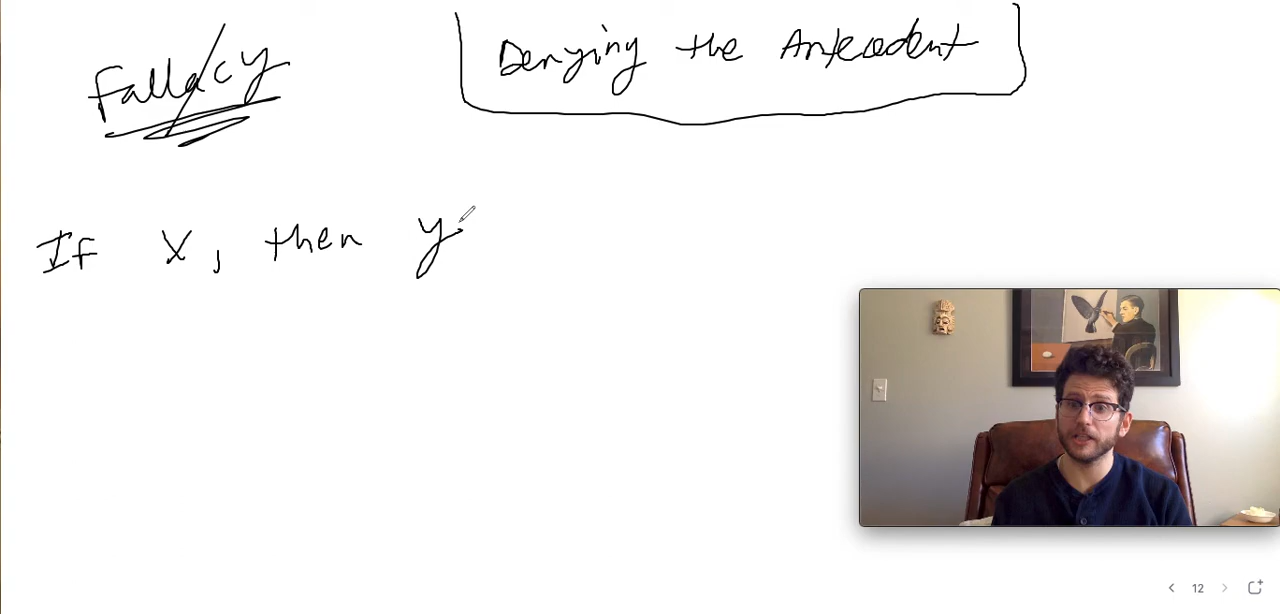 Fallacy
Denying the Antecedent
If x, then y
12